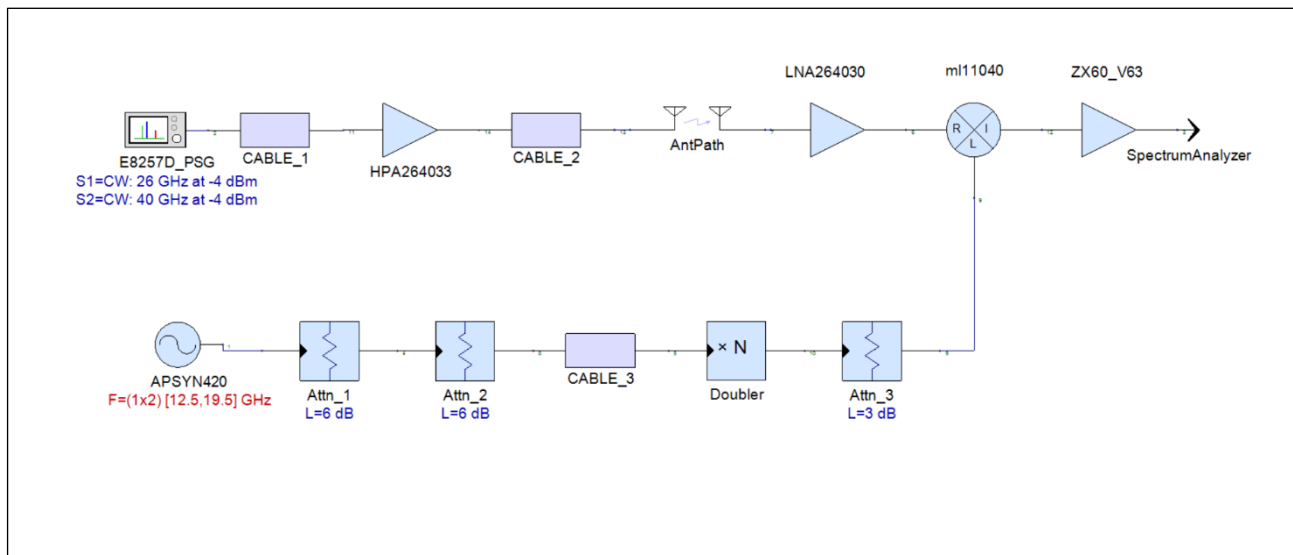 LNA264030
ml11040
ZX60_V63
R
I
L
E8257D_PSG
S1=CW: 26 GHz at -4 dBm
S2=CW: 40 GHz at -4 dBm
CABLE_1
HPA264033
CABLE_2
AntPath
SpectrumAnalyzer
× N
APSYN420
F=(1x2) [12.5,19.5] GHz
Attn_1
L=6 dB
Attn_2
L=6 dB
CABLE_3
Doubler
Attn_3
L=3 dB